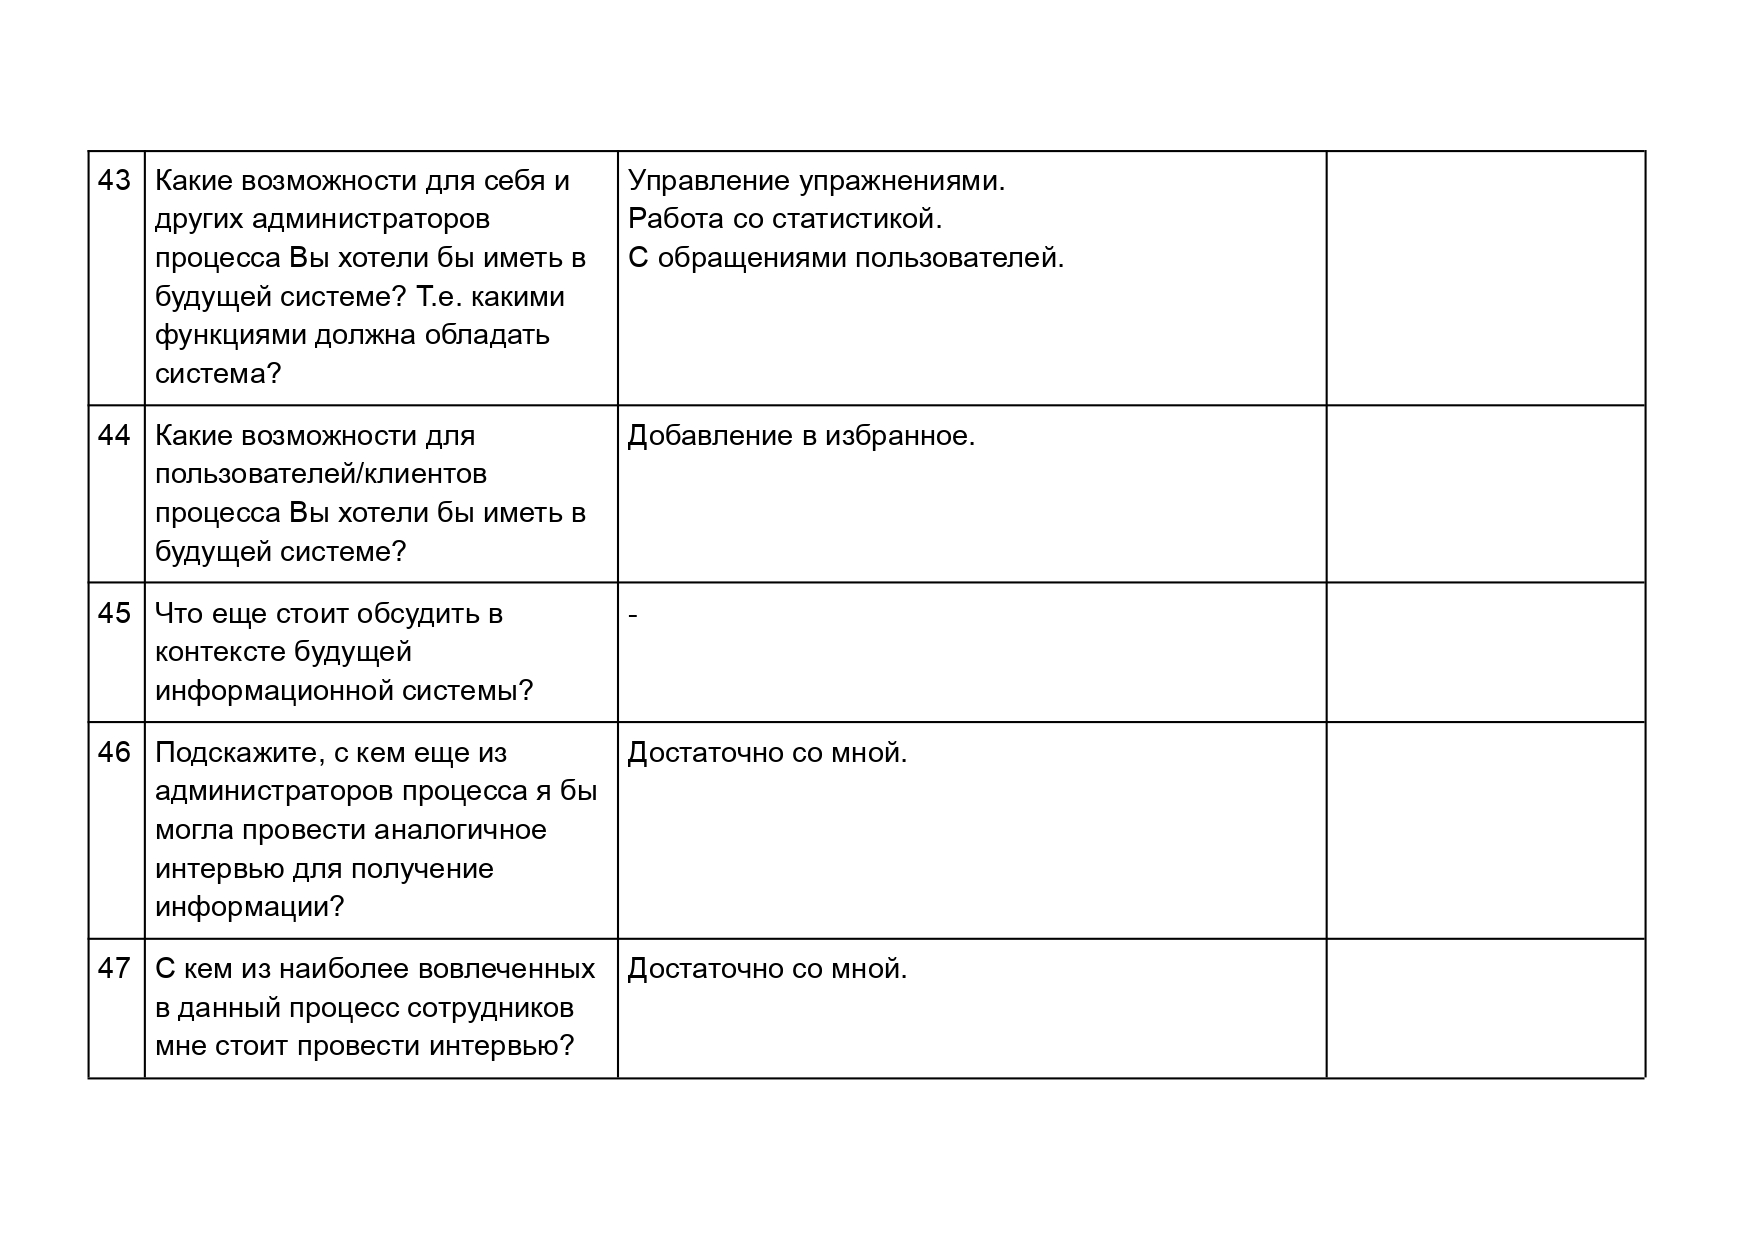 43
Какие возможности для себя и
других администраторов
процесса Вы хотели бы иметь в
будущей системе? Т.е. какими
функциями должна обладать
система?
Управление упражнениями.
Работа со статистикой.
С обращениями пользователей.
44
Какие возможности для
пользователей/клиентов
процесса Вы хотели бы иметь в
будущей системе?
Добавление в избранное.
45
Что еще стоит обсудить в
контексте будущей
информационной системы?
-
46
Подскажите, с кем еще из
администраторов процесса я бы
могла провести аналогичное
интервью для получение
информации?
Достаточно со мной.
47
С кем из наиболее вовлеченных
в данный процесс сотрудников
мне стоит провести интервью?
Достаточно со мной.